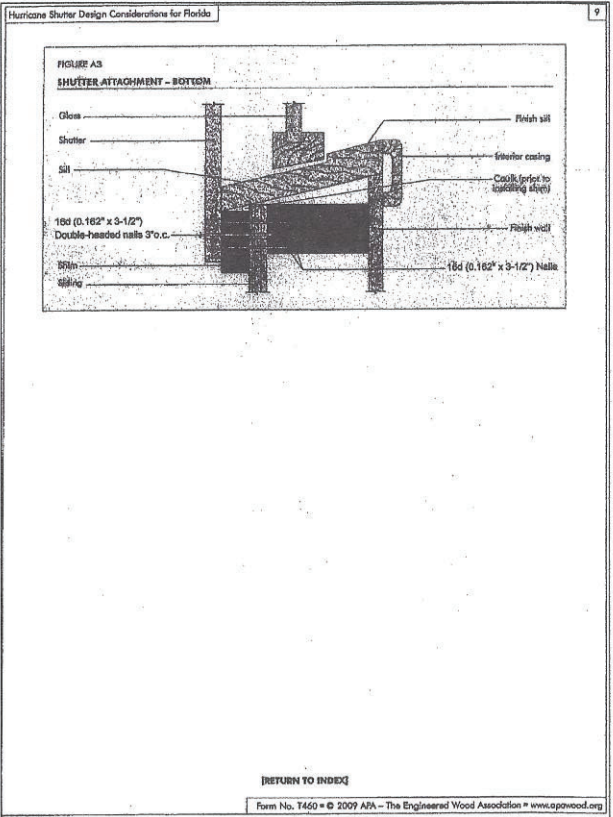 Hurricane Shutter Design Considerations for Florida
9
FIGURE A3
SHUTTER ATTACHMENT – BOTTOM
Glass
Shutter
Sill
16d (0.162" x 3-1/2")
Double-headed nails 3"o.c.
Shim
Siding
Finish sill
Interior casing
Caulk (prior to
installing shim)
Finish wall
16d (0.162" x 3-1/2") Nails
[RETURN TO INDEX]
Form No. T460 ■ © 2009 APA – The Engineered Wood Association ■ www.apawood.org